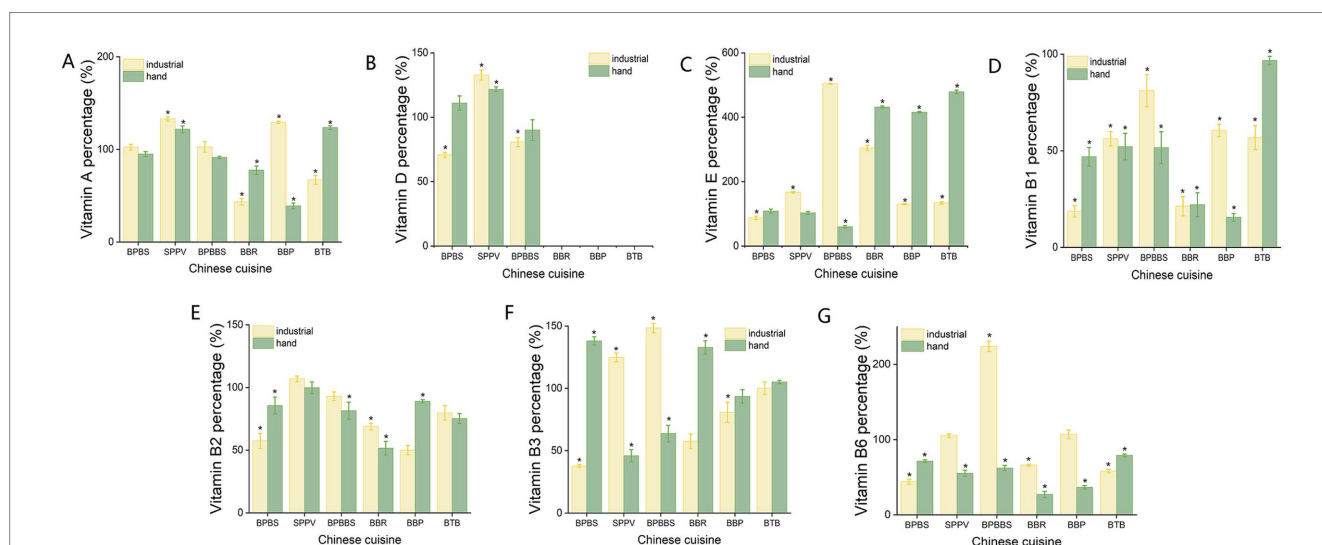 A
Vitamin A percentage (%)
200
100
0
industrial
hand
* * * * * * *
BPBS SPPV BPBBS BBR BBP BTB
Chinese cuisine
B
Vitamin D percentage (%)
150
100
50
0
industrial
hand
* * * *
BPBS SPPV BPBBS BBR BBP BTB
Chinese cuisine
C
Vitamin E percentage (%)
600
400
200
0
industrial
hand
* * * * * * * * * *
BPBS SPPV BPBBS BBR BBP BTB
Chinese cuisine
D
Vitamin B1 percentage (%)
100
50
0
industrial
hand
* * * * * * * * * * * *
BPBS SPPV BPBBS BBR BBP BTB
Chinese cuisine
E
Vitamin B2 percentage (%)
150
100
50
0
industrial
hand
* * * * * *
BPBS SPPV BPBBS BBR BBP BTB
Chinese cuisine
F
Vitamin B3 percentage (%)
150
100
50
0
industrial
hand
* * * * * * * *
BPBS SPPV BPBBS BBR BBP BTB
Chinese cuisine
G
Vitamin B6 percentage (%)
200
100
0
industrial
hand
* * * * * * * * * *
BPBS SPPV BPBBS BBR BBP BTB
Chinese cuisine